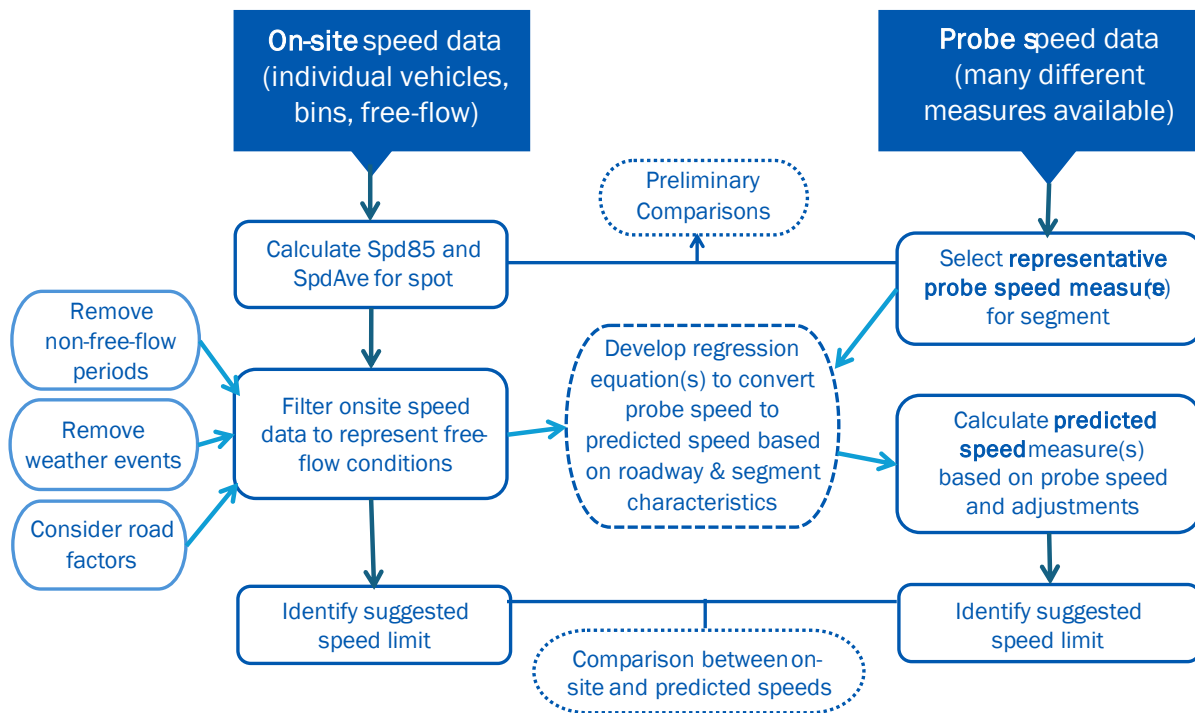 On-site speed data
(individual vehicles,
bins, free-flow)
Probe speed data
(many different
measures available)
Preliminary
Comparisons
Calculate Spd85 and
SpdAve for spot
Select representative
probe speed measure(s)
for segment
Remove
non-free-flow
periods
Remove
weather events
Consider road
factors
Filter onsite speed
data to represent free-
flow conditions
Develop regression
equation(s) to convert
probe speed to
predicted speed based
on roadway & segment
characteristics
Calculate predicted
speed measure(s)
based on probe speed
and adjustments
Identify suggested
speed limit
Comparison between on-
site and predicted speeds
Identify suggested
speed limit